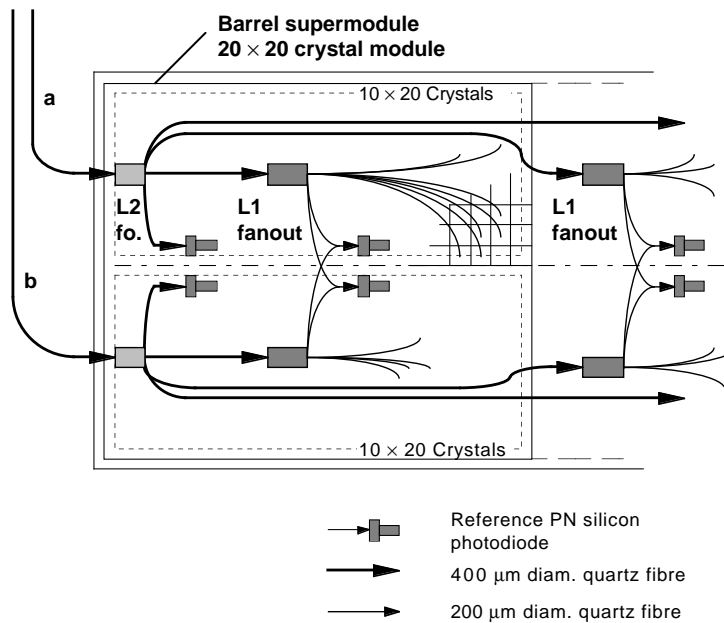 Barrel supermodule
20 × 20 crystal module
a
10 × 20 Crystals
L2
fo.
L1
fanout
L1
fanout
b
10 × 20 Crystals
Reference PN silicon
photodiode
400 μm diam. quartz fibre
200 μm diam. quartz fibre